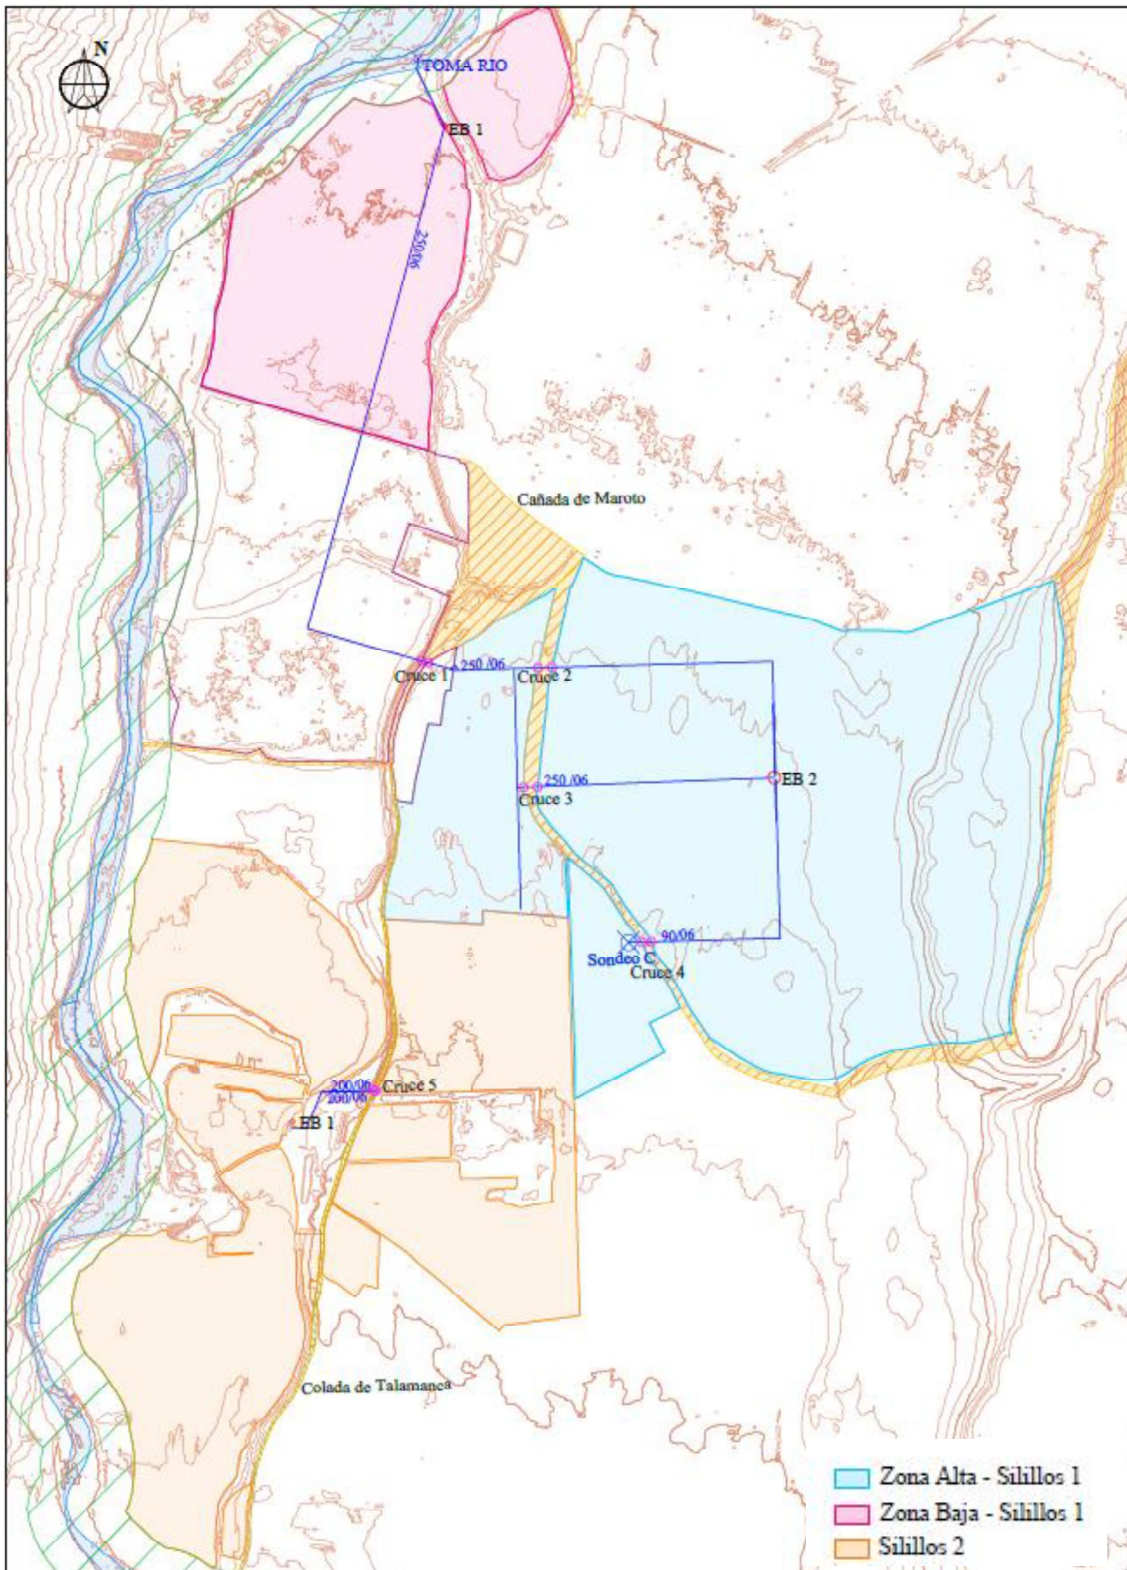 N
TOMA RIO
EB 1
250/06
Cañada de Maroto
Cruce 1
250 /06
Cruce 2
250 /06
Cruce 3
EB 2
90/06
Sondeo C
Cruce 4
200/06
Cruce 5
200/06
EB 1
Colada de Talamanca
Zona Alta - Silillos 1
Zona Baja - Silillos 1
Silillos 2